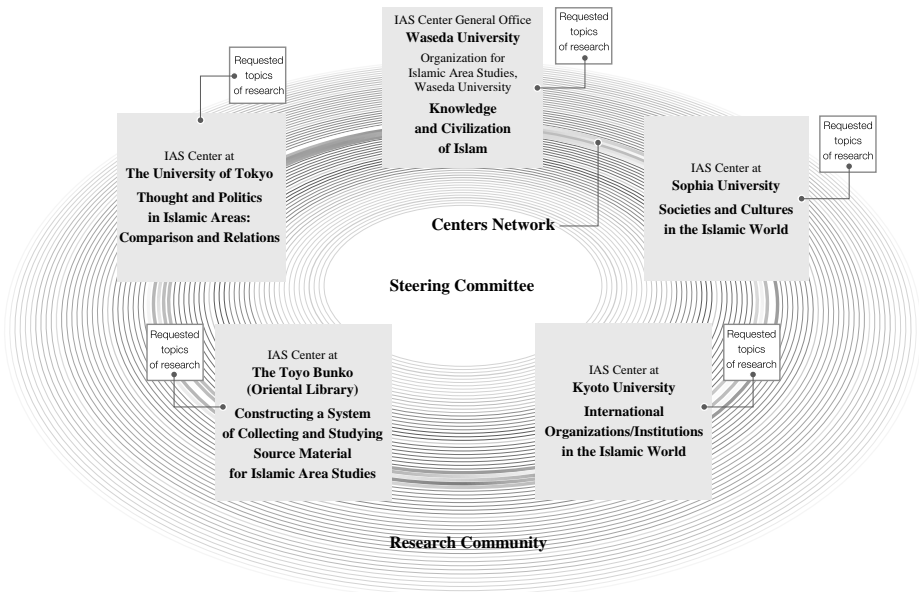 IAS Center General Office
Waseda University
Organization for
Islamic Area Studies,
Waseda University
Knowledge
and Civilization
of Islam
Requested
topics
of research
Requested
topics
of research
IAS Center at
The University of Tokyo
Thought and Politics
in Islamic Areas:
Comparison and Relations
Requested
topics
of research
IAS Center at
Sophia University
Societies and Cultures
in the Islamic World
Centers Network
Steering Committee
Requested
topics
of research
IAS Center at
The Toyo Bunko
(Oriental Library)
Constructing a System
of Collecting and Studying
Source Material
for Islamic Area Studies
IAS Center at
Kyoto University
International
Organizations/Institutions
in the Islamic World
Requested
topics
of research
Research Community